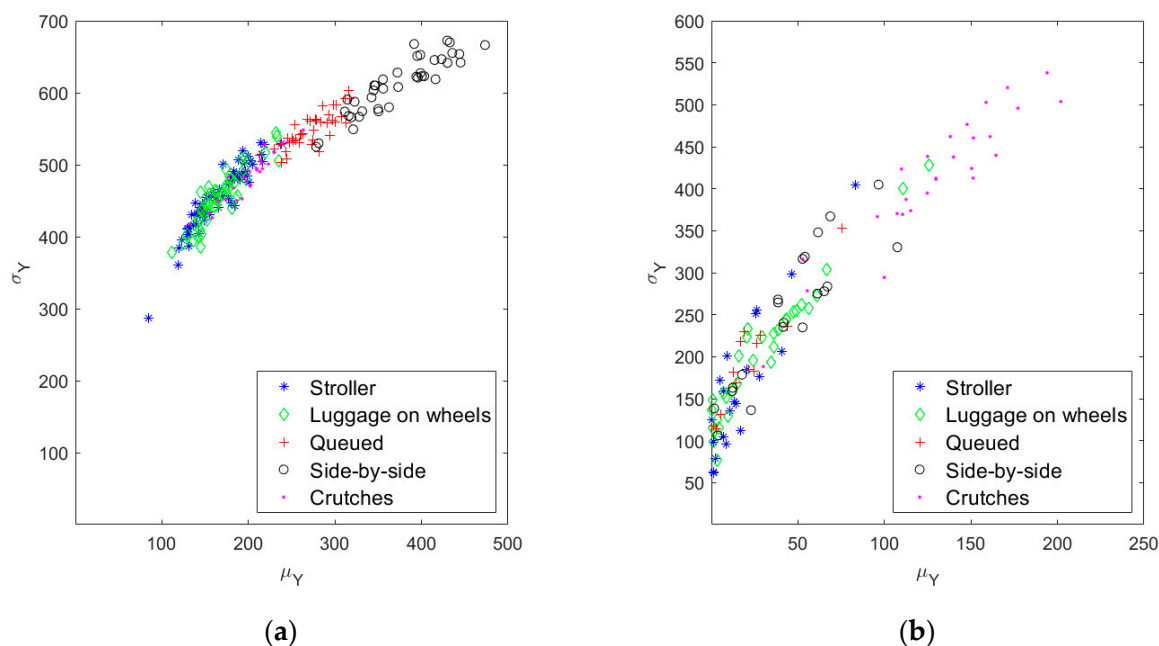 700
600
500
400
300
200
100
σY
100 200 300 400 500
μY
Stroller
Luggage on wheels
Queued
Side-by-side
Crutches
(a)
600
550
500
450
400
350
300
250
200
150
100
50
σY
50 100 150 200 250
μY
Stroller
Luggage on wheels
Queued
Side-by-side
Crutches
(b)